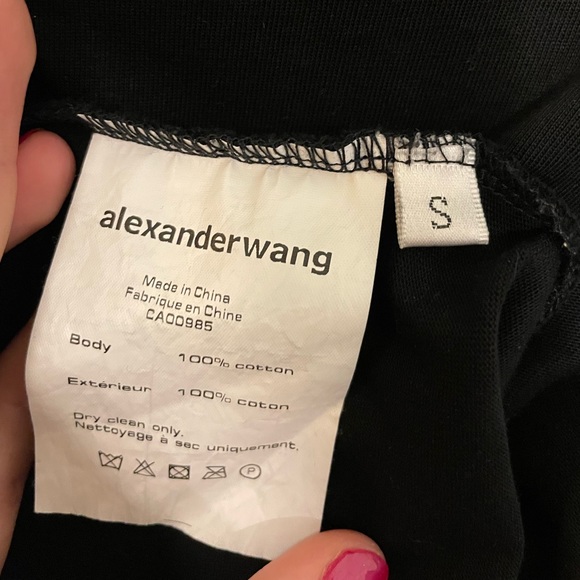 alexanderwang
S
Made in China
Fabrique en Chine
CA00985
Body 100% cotton
Extérieur 100% coton
Dry clean only.
Nettoyage à sec uniquement.
P